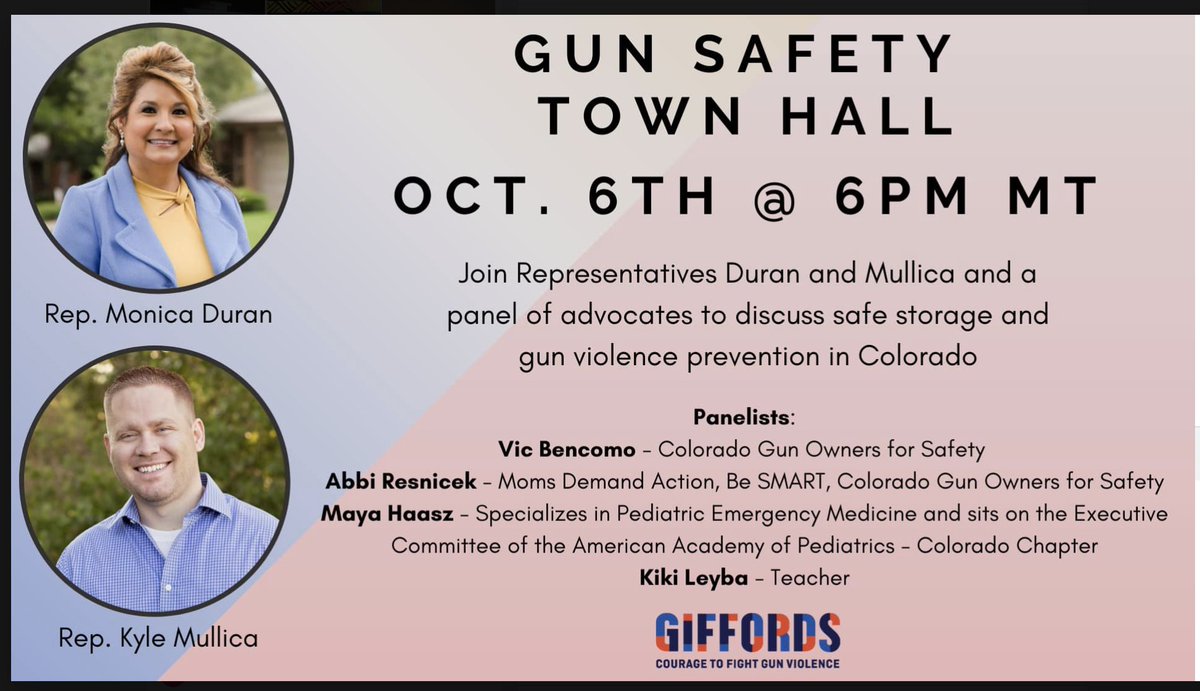 GUN SAFETY
TOWN HALL
OCT. 6TH @ 6PM MT
Join Representatives Duran and Mullica and a
panel of advocates to discuss safe storage and
gun violence prevention in Colorado
Panelists:
Vic Bencomo - Colorado Gun Owners for Safety
Abbi Resnicek - Moms Demand Action, Be SMART, Colorado Gun Owners for Safety
Maya Haasz - Specializes in Pediatric Emergency Medicine and sits on the Executive
Committee of the American Academy of Pediatrics - Colorado Chapter
Kiki Leyba - Teacher
GIFFORDS
COURAGE TO FIGHT GUN VIOLENCE
Rep. Monica Duran
Rep. Kyle Mullica